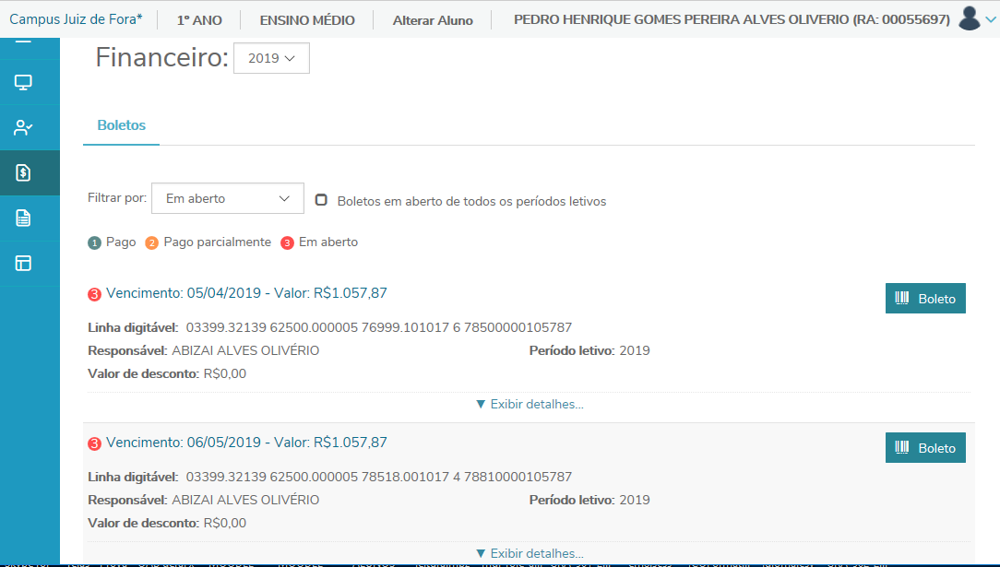 Campus Juiz de Fora* 1º ANO ENSINO MÉDIO Alterar Aluno PEDRO HENRIQUE GOMES PEREIRA ALVES OLIVERIO (RA: 00055697)
Financeiro: 2019
Boletos
Filtrar por: Em aberto Boletos em aberto de todos os períodos letivos
1 Pago 2 Pago parcialmente 3 Em aberto
3 Vencimento: 05/04/2019 - Valor: R$1.057,87 Boleto
Linha digitável: 03399.32139 62500.000005 76999.101017 6 78500000105787
Responsável: ABIZAI ALVES OLIVÉRIO Período letivo: 2019
Valor de desconto: R$0,00
▼ Exibir detalhes...
3 Vencimento: 06/05/2019 - Valor: R$1.057,87 Boleto
Linha digitável: 03399.32139 62500.000005 78518.001017 4 78810000105787
Responsável: ABIZAI ALVES OLIVÉRIO Período letivo: 2019
Valor de desconto: R$0,00
▼ Exibir detalhes...